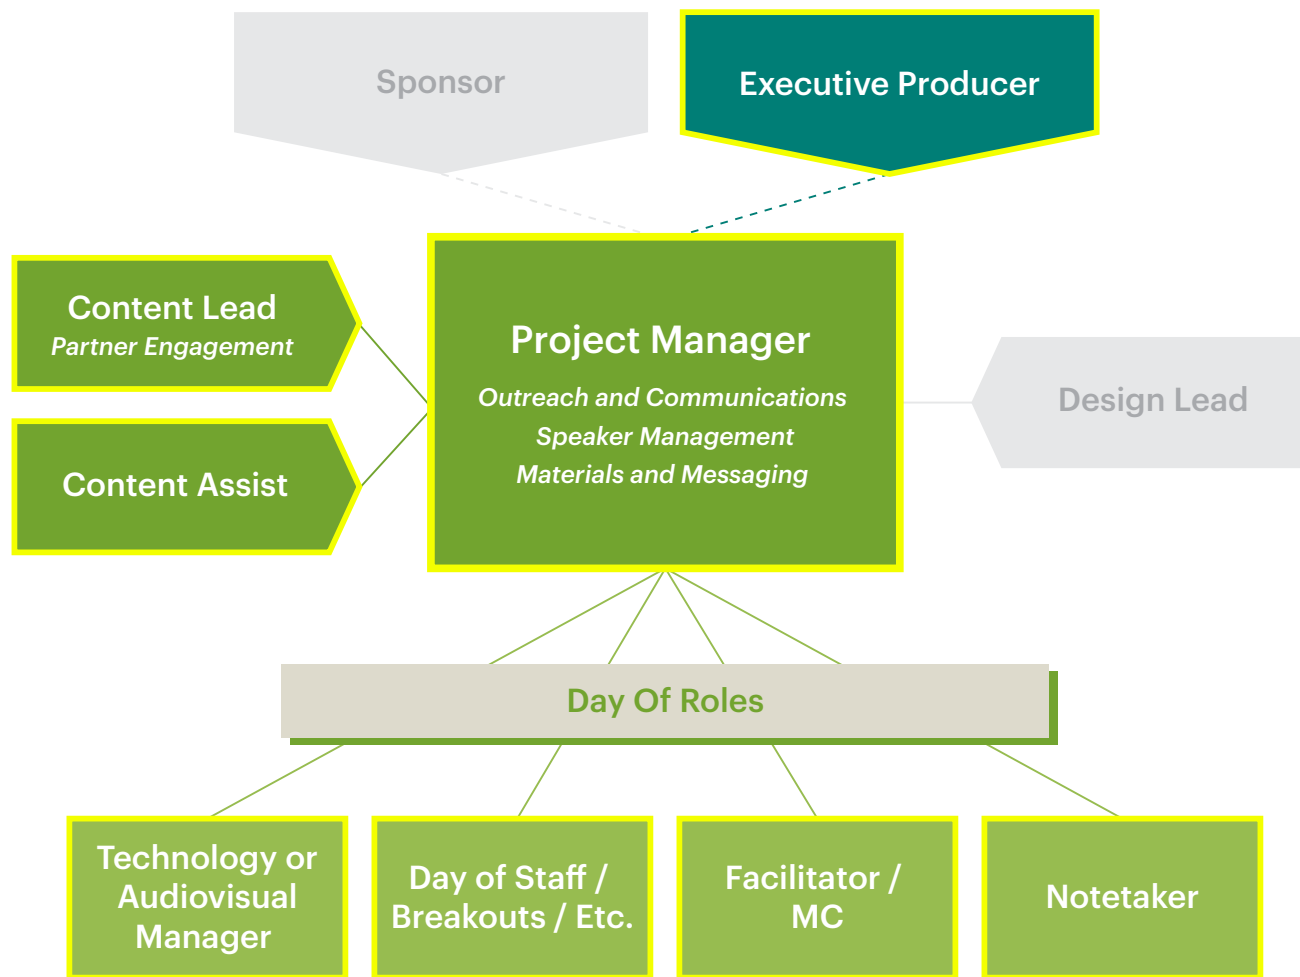 Sponsor
Executive Producer
Content Lead
Partner Engagement
Content Assist
Project Manager
Outreach and Communications
Speaker Management
Materials and Messaging
Design Lead
Day Of Roles
Technology or
Audiovisual
Manager
Day of Staff /
Breakouts / Etc.
Facilitator /
MC
Notetaker